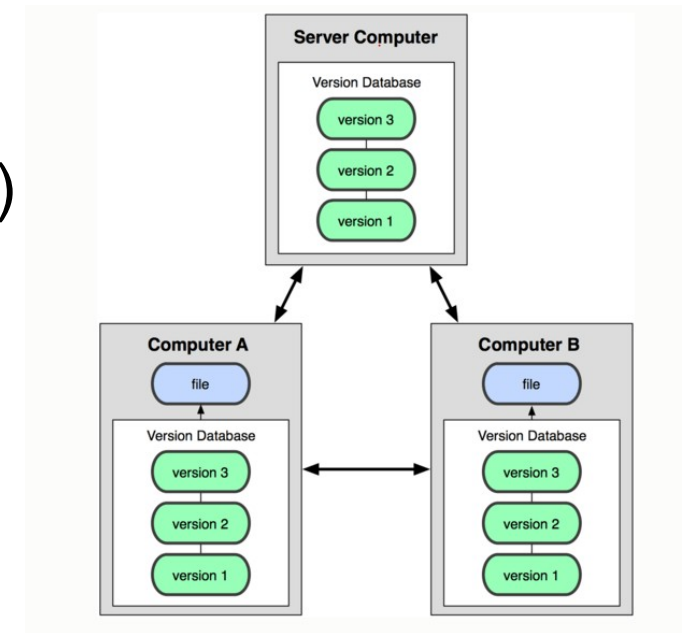 Server Computer
Version Database
version 3
version 2
version 1
)
Computer A
file
Version Database
version 3
version 2
version 1
Computer B
file
Version Database
version 3
version 2
version 1